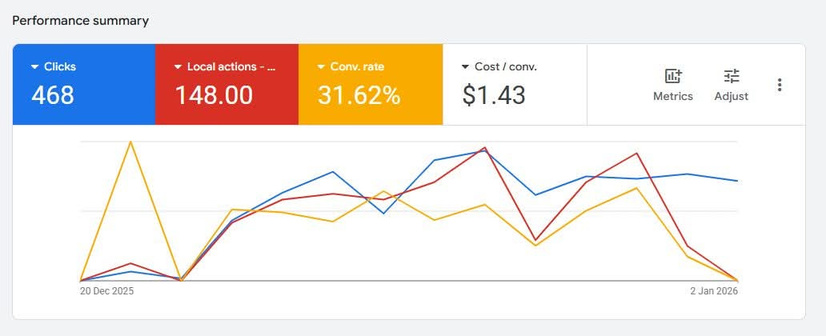 Performance summary
Clicks
468
Local actions - ...
148.00
Conv. rate
31.62%
Cost / conv.
$1.43
Metrics
Adjust
20 Dec 2025
2 Jan 2026